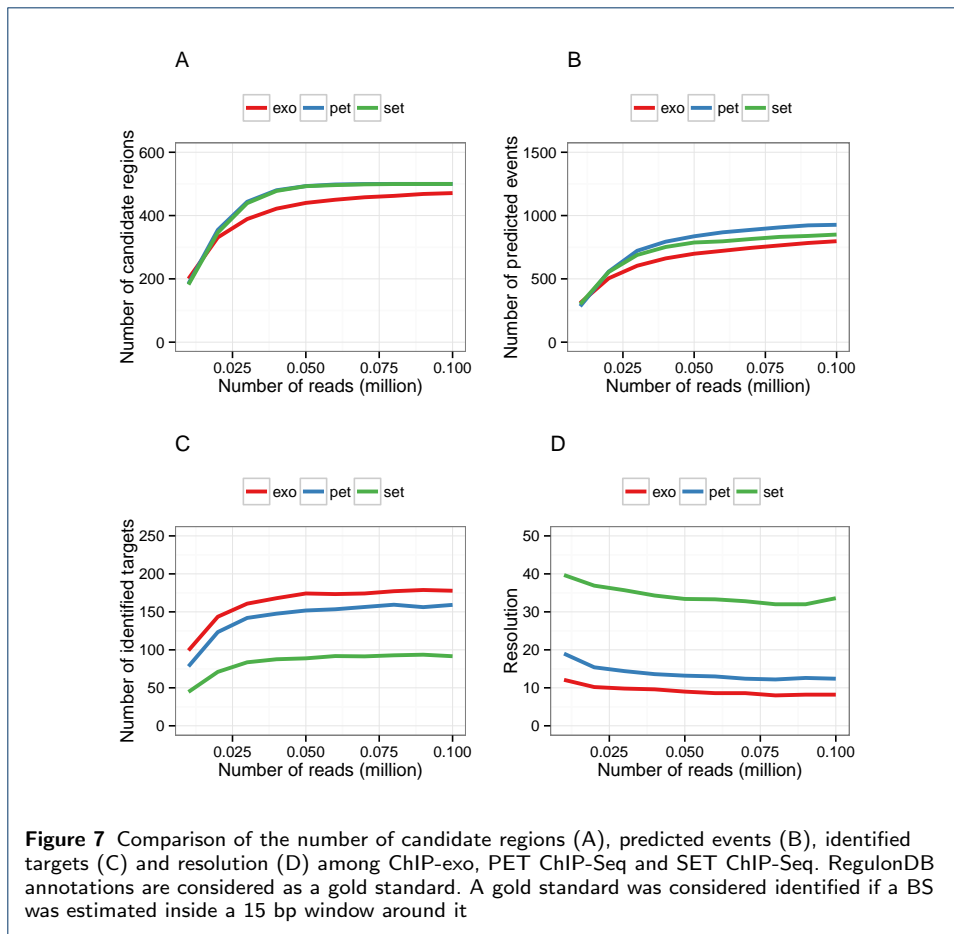 A
exo pet set
Number of candidate regions
600
400
200
0
0.025 0.050 0.075 0.100
Number of reads (million)
B
exo pet set
Number of predicted events
1500
1000
500
0
0.025 0.050 0.075 0.100
Number of reads (million)
C
exo pet set
Number of identified targets
250
200
150
100
50
0
0.025 0.050 0.075 0.100
Number of reads (million)
D
exo pet set
Resolution
50
40
30
20
10
0
0.025 0.050 0.075 0.100
Number of reads (million)
Figure 7 Comparison of the number of candidate regions (A), predicted events (B), identified
targets (C) and resolution (D) among ChIP-exo, PET ChIP-Seq and SET ChIP-Seq. RegulonDB
annotations are considered as a gold standard. A gold standard was considered identified if a BS
was estimated inside a 15 bp window around it